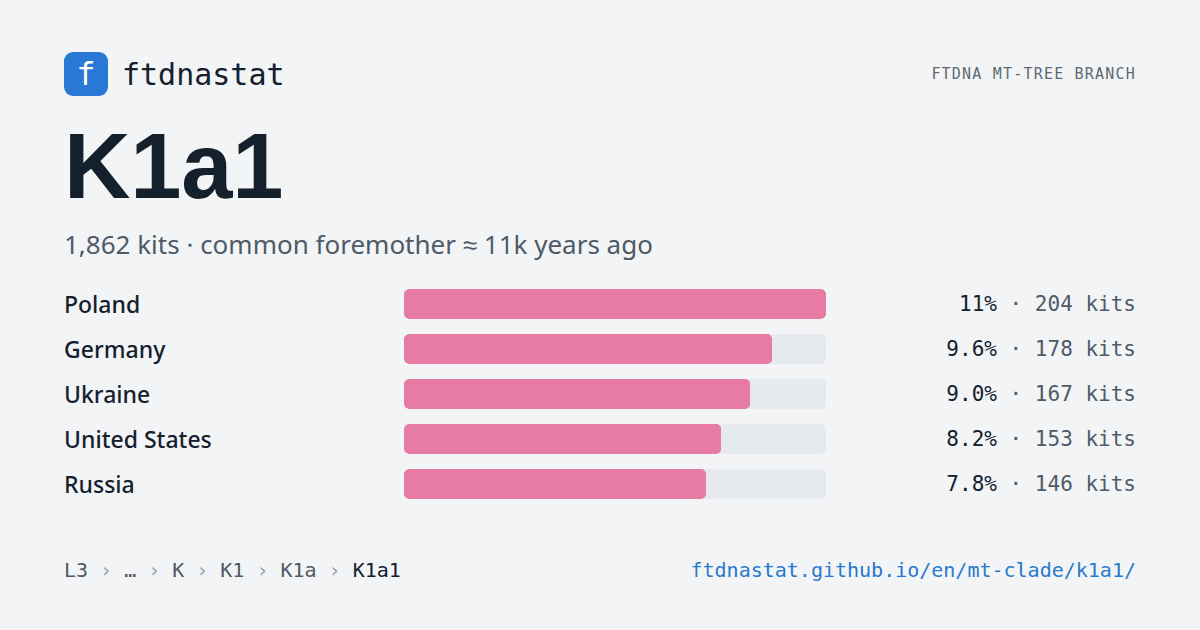 f ftdnastat
FTDNA MT-TREE BRANCH
K1a1
1,862 kits · common foremother ≈ 11k years ago
Poland 11% · 204 kits
Germany 9.6% · 178 kits
Ukraine 9.0% · 167 kits
United States 8.2% · 153 kits
Russia 7.8% · 146 kits
L3 › … › K › K1 › K1a › K1a1
ftdnastat.github.io/en/mt-clade/k1a1/